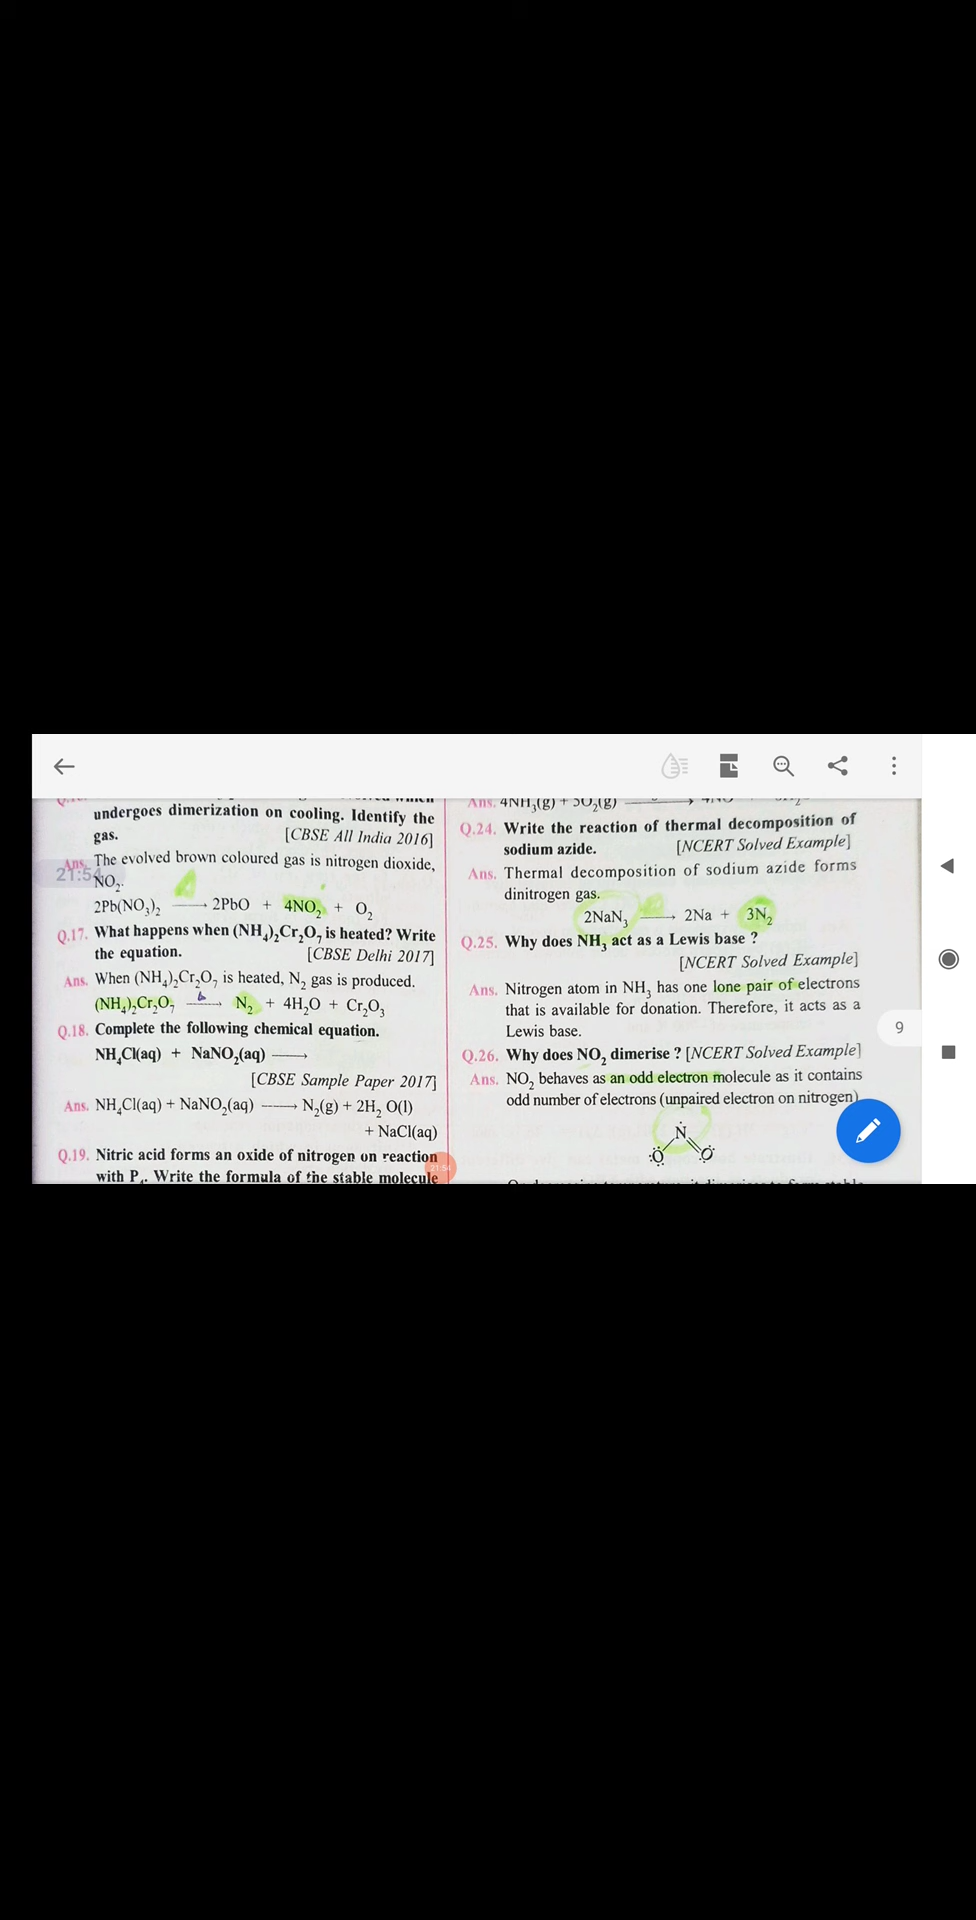 undergoes dimerization on cooling. Identify the
gas. [CBSE All India 2016]
Ans. The evolved brown coloured gas is nitrogen dioxide,
21:54
NO₂.
2Pb(NO₃)₂ ⟶ 2PbO + 4NO₂ + O₂
Q.17. What happens when (NH₄)₂Cr₂O₇ is heated? Write
the equation. [CBSE Delhi 2017]
Ans. When (NH₄)₂Cr₂O₇ is heated, N₂ gas is produced.
(NH₄)₂Cr₂O₇ ⟶ N₂ + 4H₂O + Cr₂O₃
Q.18. Complete the following chemical equation.
NH₄Cl(aq) + NaNO₂(aq) ⟶
[CBSE Sample Paper 2017]
Ans. NH₄Cl(aq) + NaNO₂(aq) ⟶ N₂(g) + 2H₂ O(l)
+ NaCl(aq)
Q.19. Nitric acid forms an oxide of nitrogen on reaction
with P₄. Write the formula of the stable molecule
21:54
Ans. 4NH₃(g) + 5O₂(g) ⟶
Q.24. Write the reaction of thermal decomposition of
sodium azide. [NCERT Solved Example]
Ans. Thermal decomposition of sodium azide forms
dinitrogen gas.
2NaN₃ ⟶ 2Na + 3N₂
Q.25. Why does NH₃ act as a Lewis base ?
[NCERT Solved Example]
Ans. Nitrogen atom in NH₃ has one lone pair of electrons
that is available for donation. Therefore, it acts as a
Lewis base.
Q.26. Why does NO₂ dimerise ? [NCERT Solved Example]
Ans. NO₂ behaves as an odd electron molecule as it contains
odd number of electrons (unpaired electron on nitrogen)
N
O O
9